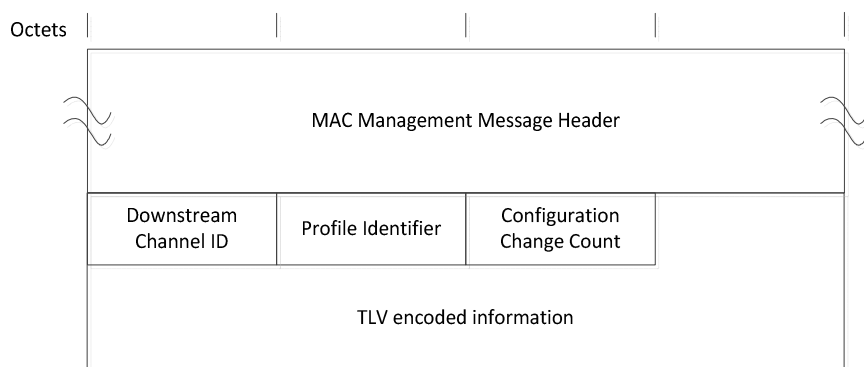 Octets
MAC Management Message Header
Downstream
Channel ID
Profile Identifier
Configuration
Change Count
TLV encoded information